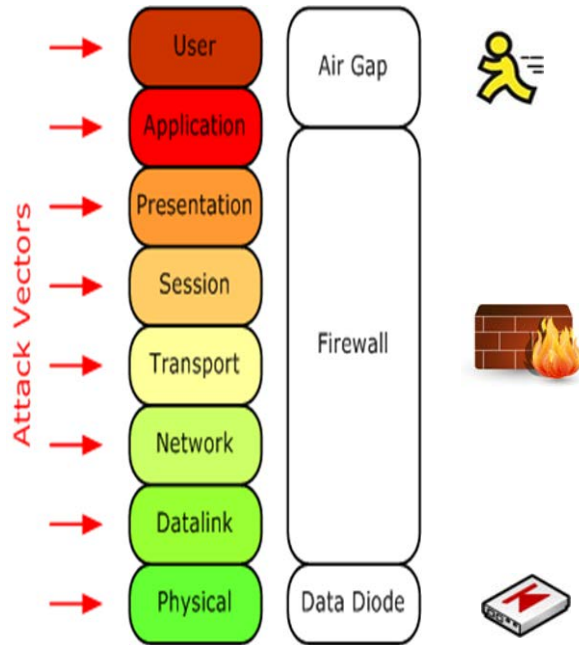 Attack Vectors
User
Application
Presentation
Session
Transport
Network
Datalink
Physical
Air Gap
Firewall
Data Diode